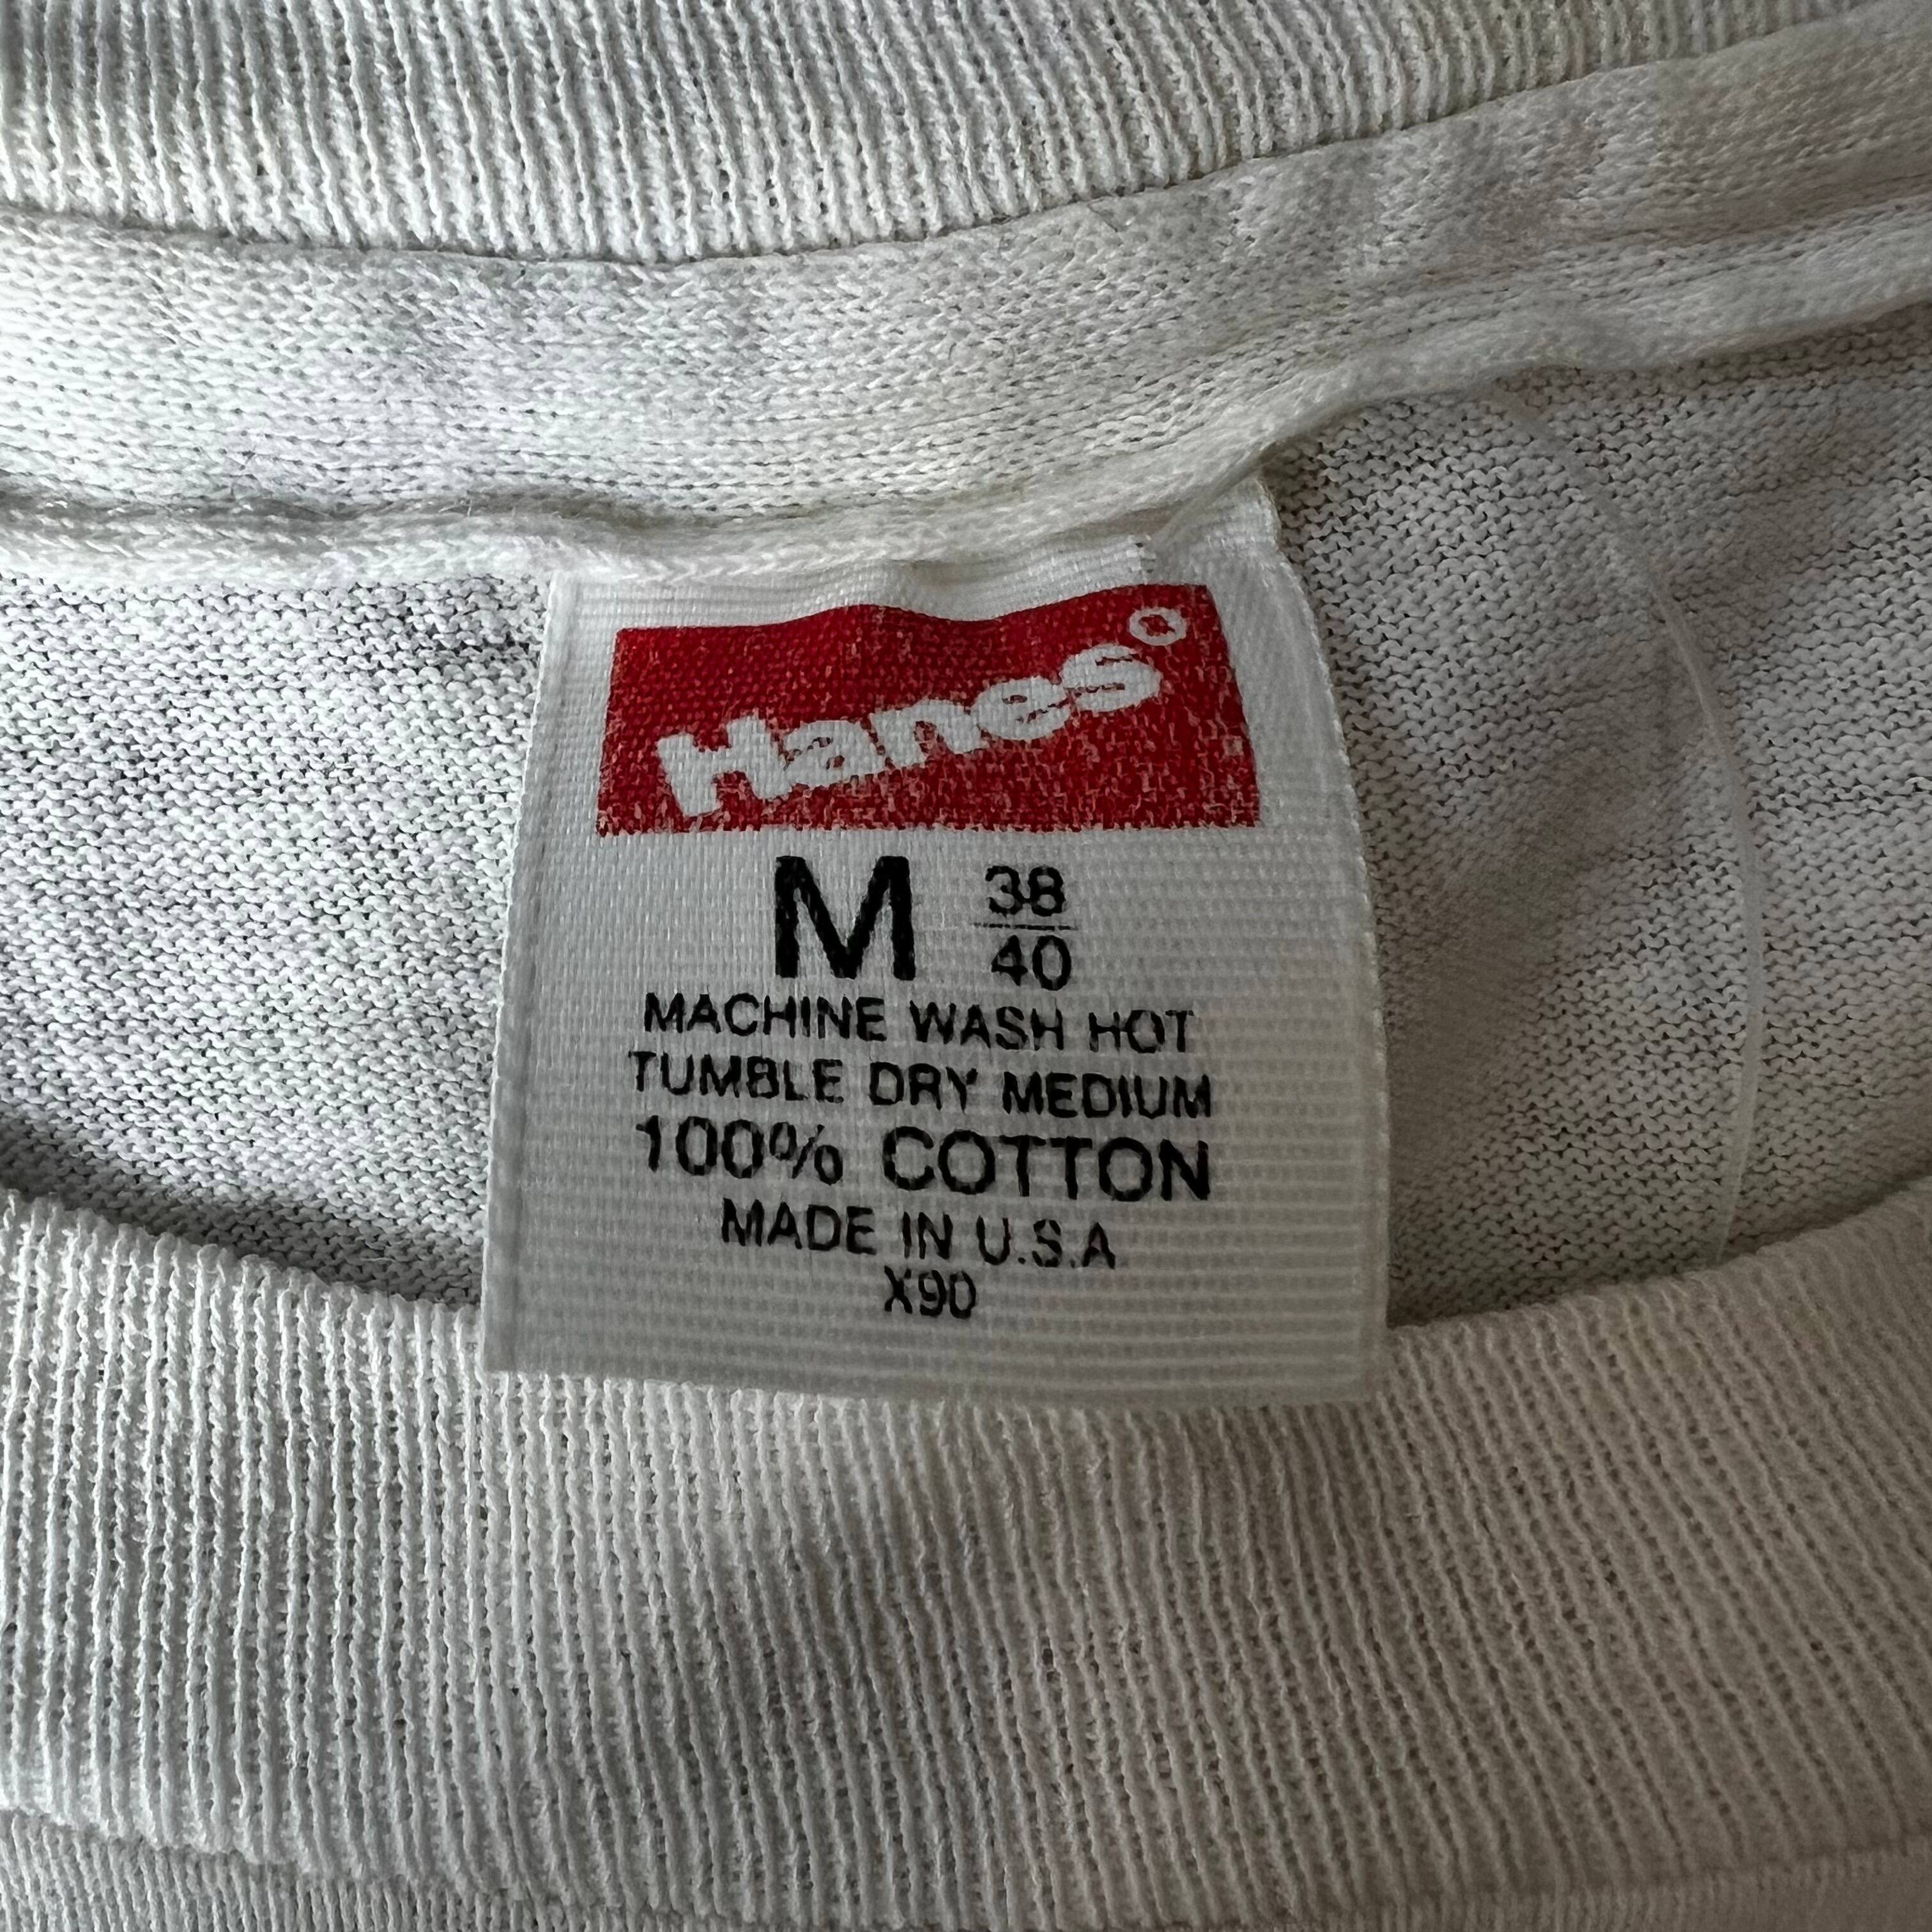 Hanes®
M 38/40
MACHINE WASH HOT
TUMBLE DRY MEDIUM
100% COTTON
MADE IN U.S.A
X90